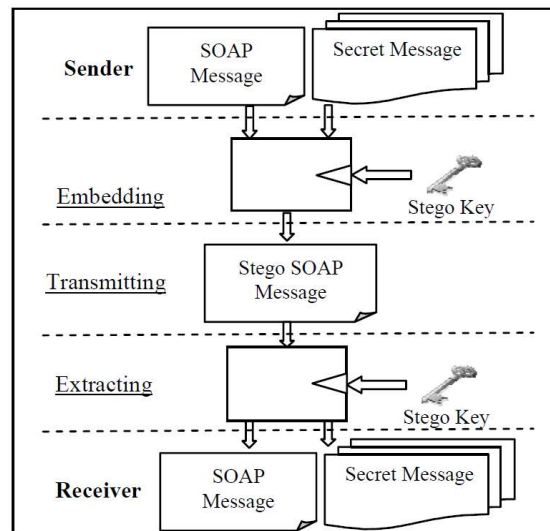 Sender
SOAP
Message
Secret Message
Embedding
Stego Key
Transmitting
Stego SOAP
Message
Extracting
Stego Key
Receiver
SOAP
Message
Secret Message